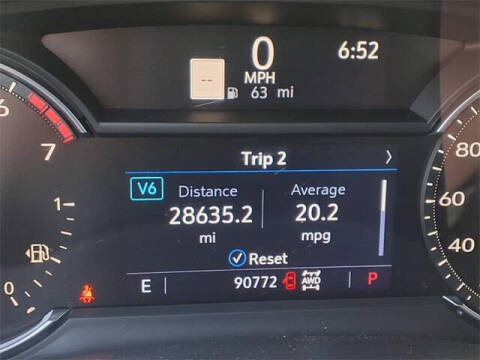 0 6:52
--
MPH
63 mi
6
7
Trip 2 >
80
V6 Distance Average
1
28635.2 20.2
60
mi mpg
Reset
40
0
E 90772 AWD P